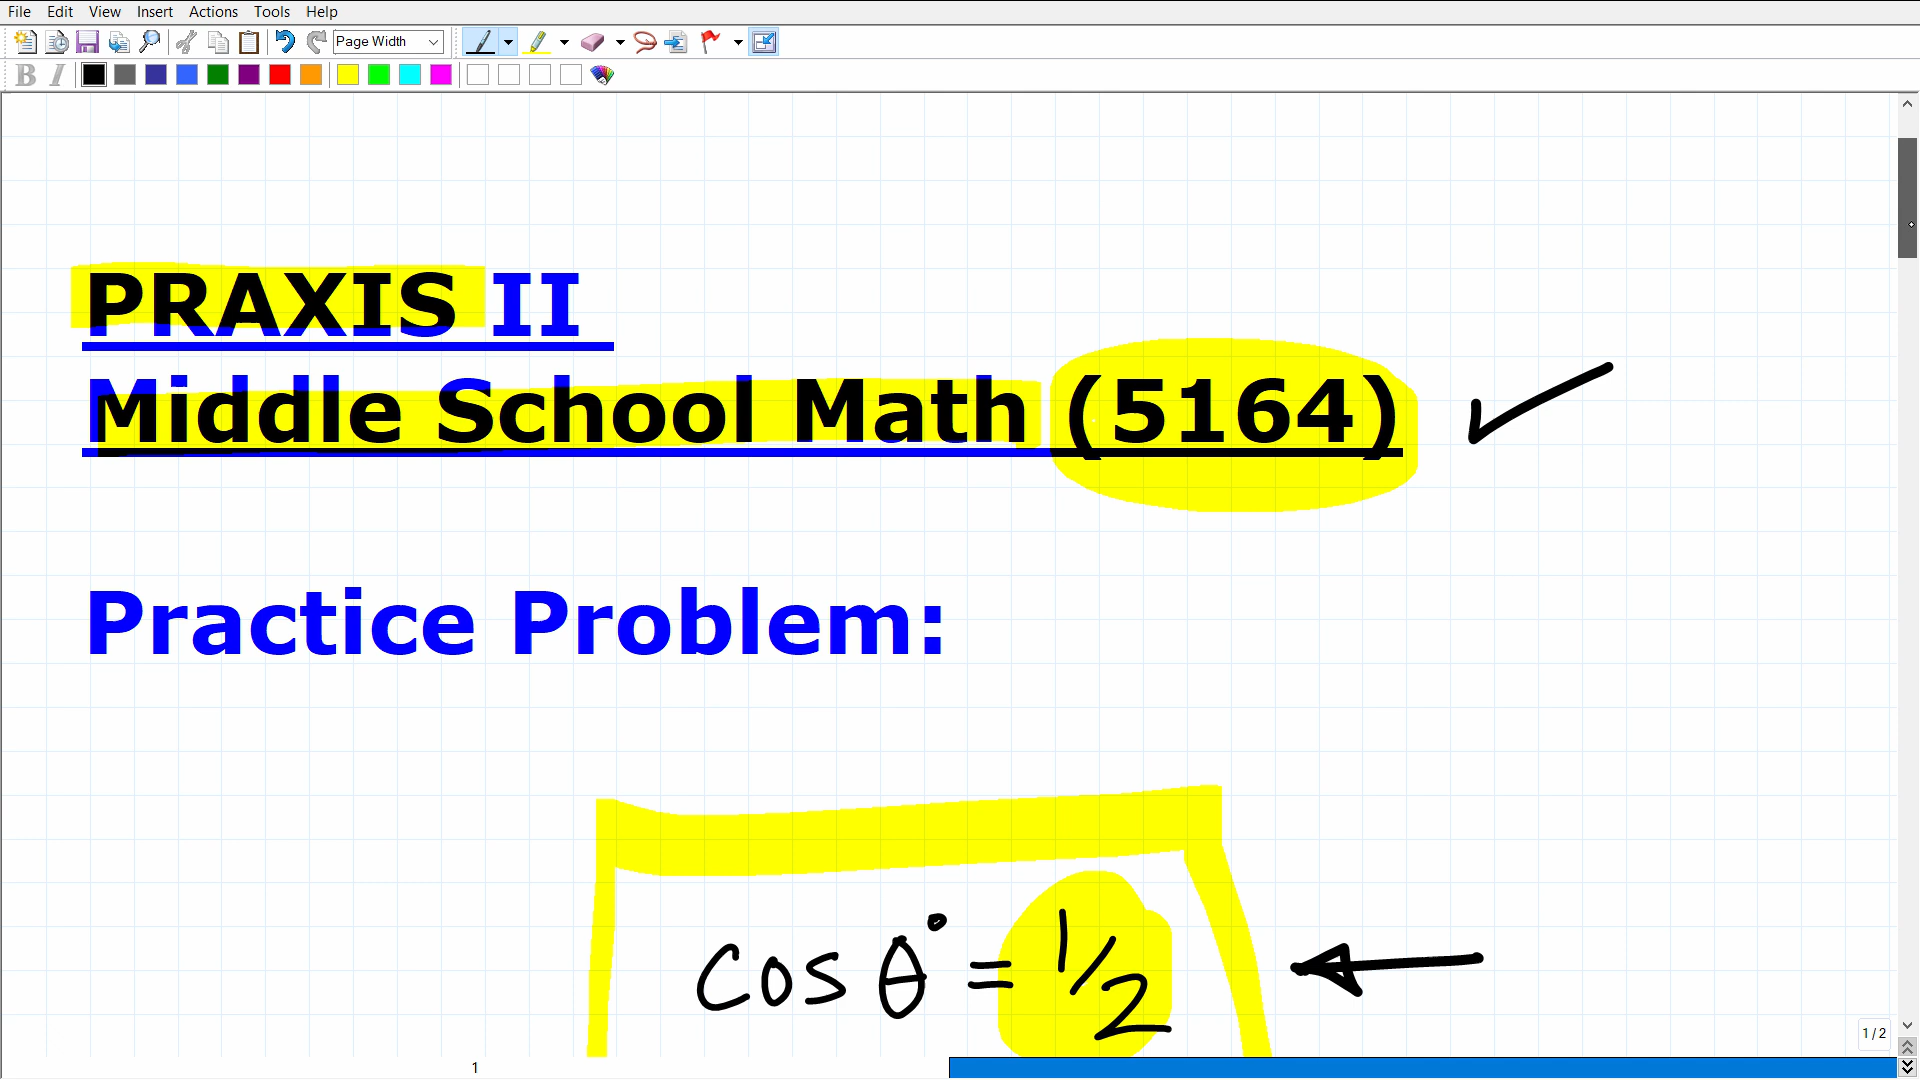 File Edit View Insert Actions Tools Help
Page Width
B I
PRAXIS II
Middle School Math (5164)
Practice Problem:
cos θ° = 1/2
1 / 2
1